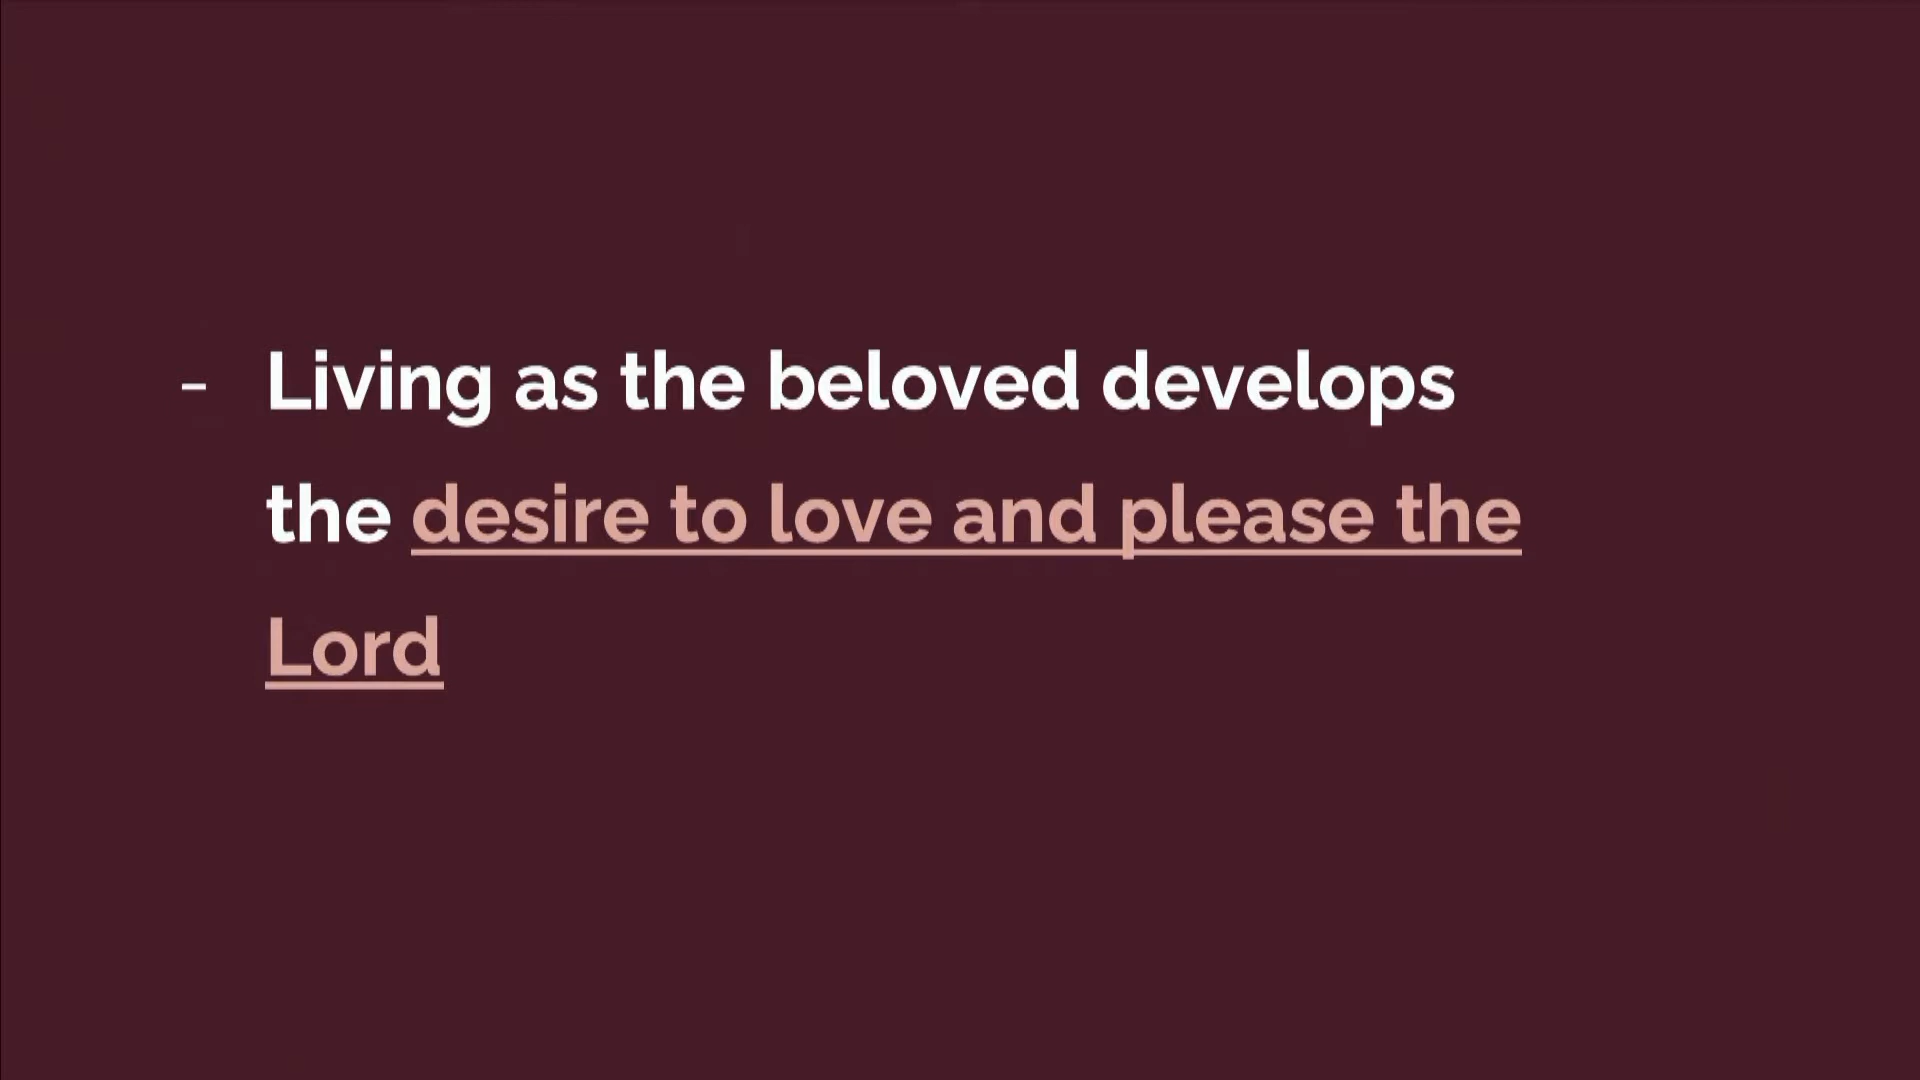 - Living as the beloved develops
the desire to love and please the
Lord